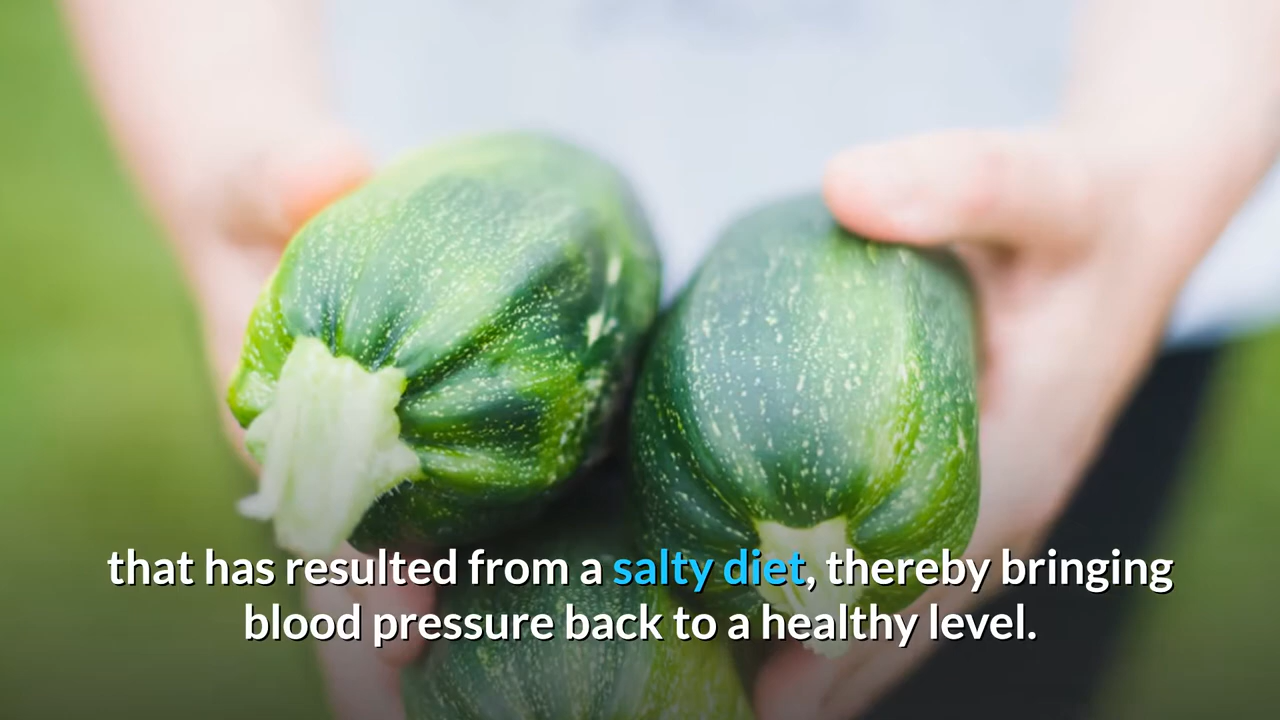 that has resulted from a salty diet, thereby bringing
blood pressure back to a healthy level.